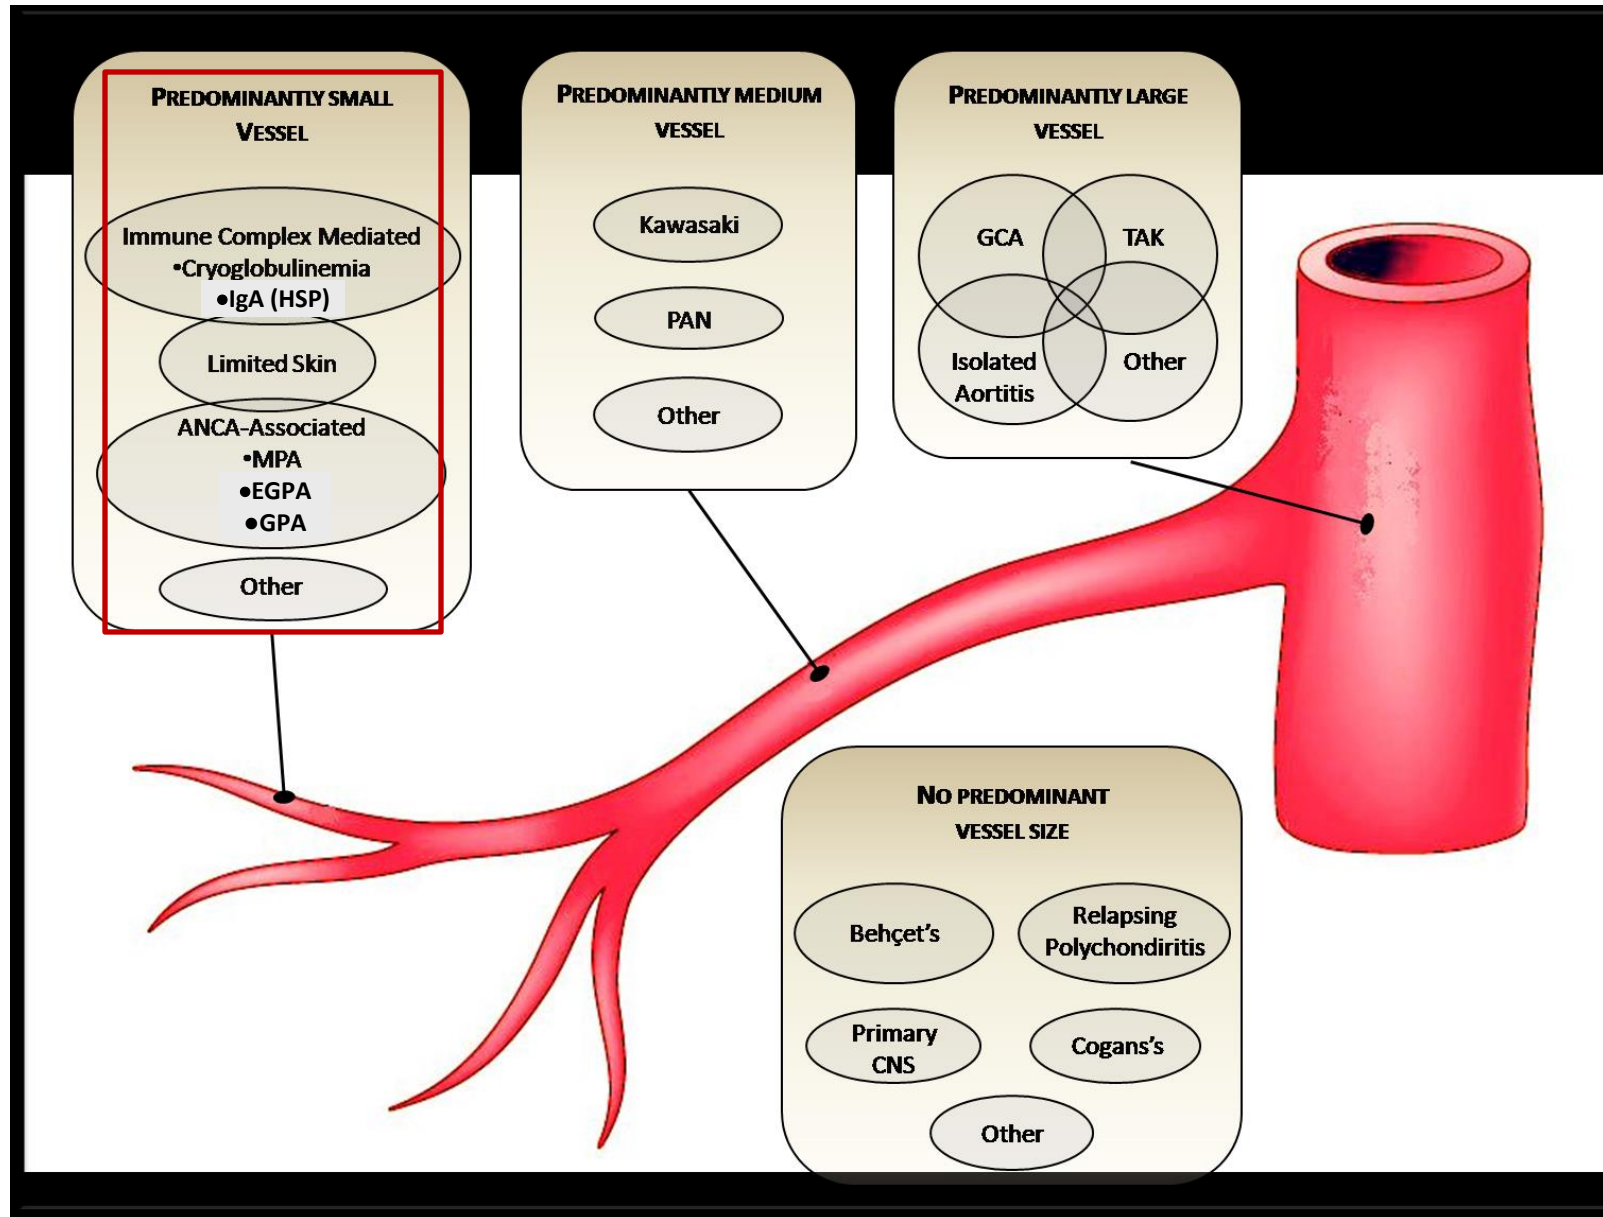 PREDOMINANTLY SMALL
VESSEL
Immune Complex Mediated
•Cryoglobulinemia
●IgA (HSP)
Limited Skin
ANCA-Associated
•MPA
●EGPA
●GPA
Other
PREDOMINANTLY MEDIUM
VESSEL
Kawasaki
PAN
Other
PREDOMINANTLY LARGE
VESSEL
GCA
TAK
Isolated
Aortitis
Other
NO PREDOMINANT
VESSEL SIZE
Behçet's
Relapsing
Polychondiritis
Primary
CNS
Cogans's
Other